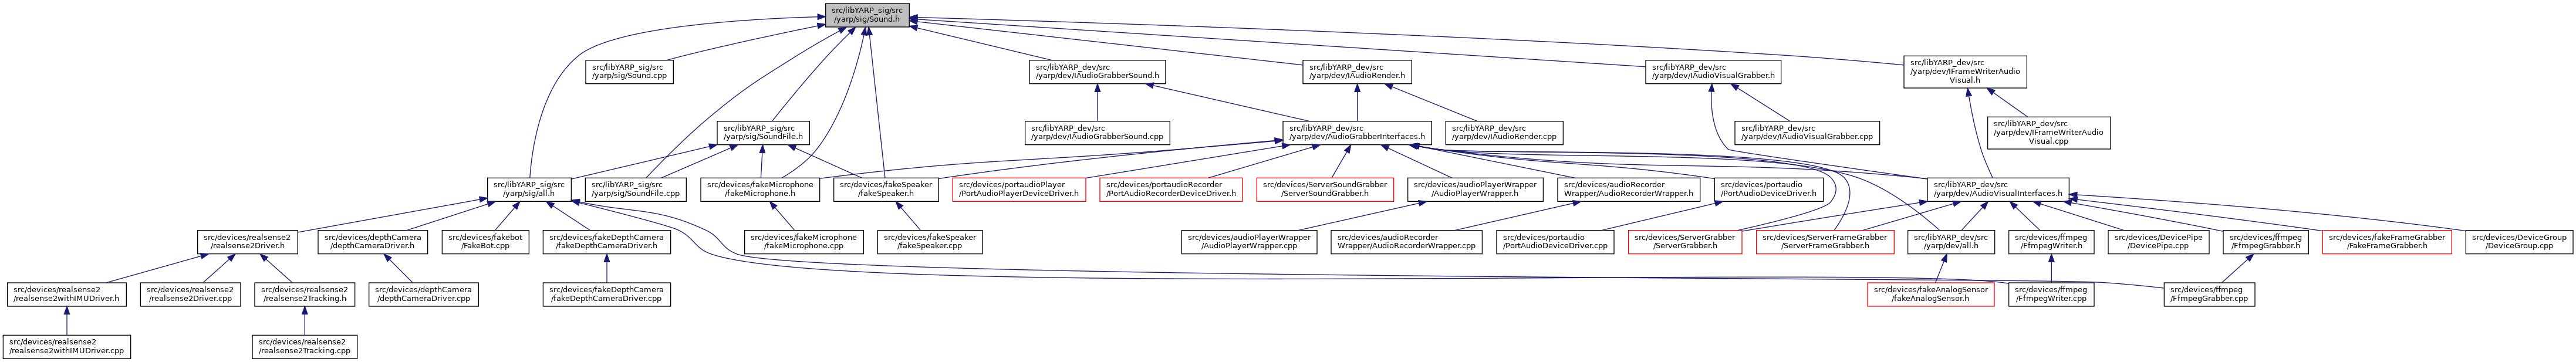 src/libYARP_sig/src
/yarp/sig/Sound.h
src/libYARP_sig/src
/yarp/sig/Sound.cpp
src/libYARP_dev/src
/yarp/dev/IAudioGrabberSound.h
src/libYARP_dev/src
/yarp/dev/IAudioRender.h
src/libYARP_dev/src
/yarp/dev/IAudioVisualGrabber.h
src/libYARP_dev/src
/yarp/dev/IFrameWriterAudio
Visual.h
src/libYARP_sig/src
/yarp/sig/SoundFile.h
src/libYARP_dev/src
/yarp/dev/IAudioGrabberSound.cpp
src/libYARP_dev/src
/yarp/dev/AudioGrabberInterfaces.h
src/libYARP_dev/src
/yarp/dev/IAudioRender.cpp
src/libYARP_dev/src
/yarp/dev/IAudioVisualGrabber.cpp
src/libYARP_dev/src
/yarp/dev/IFrameWriterAudio
Visual.cpp
src/libYARP_sig/src
/yarp/sig/all.h
src/libYARP_sig/src
/yarp/sig/SoundFile.cpp
src/devices/fakeMicrophone
/fakeMicrophone.h
src/devices/fakeSpeaker
/fakeSpeaker.h
src/devices/portaudioPlayer
/PortAudioPlayerDeviceDriver.h
src/devices/portaudioRecorder
/PortAudioRecorderDeviceDriver.h
src/devices/ServerSoundGrabber
/ServerSoundGrabber.h
src/devices/audioPlayerWrapper
/AudioPlayerWrapper.h
src/devices/audioRecorder
Wrapper/AudioRecorderWrapper.h
src/devices/portaudio
/PortAudioDeviceDriver.h
src/libYARP_dev/src
/yarp/dev/AudioVisualInterfaces.h
src/devices/realsense2
/realsense2Driver.h
src/devices/depthCamera
/depthCameraDriver.h
src/devices/fakebot
/FakeBot.cpp
src/devices/fakeDepthCamera
/fakeDepthCameraDriver.h
src/devices/fakeMicrophone
/fakeMicrophone.cpp
src/devices/fakeSpeaker
/fakeSpeaker.cpp
src/devices/audioPlayerWrapper
/AudioPlayerWrapper.cpp
src/devices/audioRecorder
Wrapper/AudioRecorderWrapper.cpp
src/devices/portaudio
/PortAudioDeviceDriver.cpp
src/devices/ServerGrabber
/ServerGrabber.h
src/devices/ServerFrameGrabber
/ServerFrameGrabber.h
src/libYARP_dev/src
/yarp/dev/all.h
src/devices/ffmpeg
/FfmpegWriter.h
src/devices/DevicePipe
/DevicePipe.cpp
src/devices/ffmpeg
/FfmpegGrabber.h
src/devices/fakeFrameGrabber
/FakeFrameGrabber.h
src/devices/DeviceGroup
/DeviceGroup.cpp
src/devices/realsense2
/realsense2withIMUDriver.h
src/devices/realsense2
/realsense2Driver.cpp
src/devices/realsense2
/realsense2Tracking.h
src/devices/depthCamera
/depthCameraDriver.cpp
src/devices/fakeDepthCamera
/fakeDepthCameraDriver.cpp
src/devices/fakeAnalogSensor
/fakeAnalogSensor.h
src/devices/ffmpeg
/FfmpegWriter.cpp
src/devices/ffmpeg
/FfmpegGrabber.cpp
src/devices/realsense2
/realsense2withIMUDriver.cpp
src/devices/realsense2
/realsense2Tracking.cpp